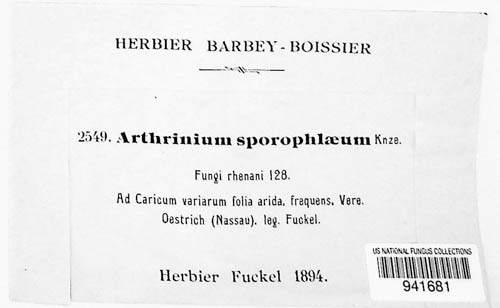 HERBIER BARBEY-BOISSIER
2549. Arthrinium sporophlæum Knze.
Fungi rhenani 128.
Ad Caricum variarum folia arida, frequens, Vere.
Oestrich (Nassau), leg. Fuckel.
Herbier Fuckel 1894.
US NATIONAL FUNGUS COLLECTIONS
941681